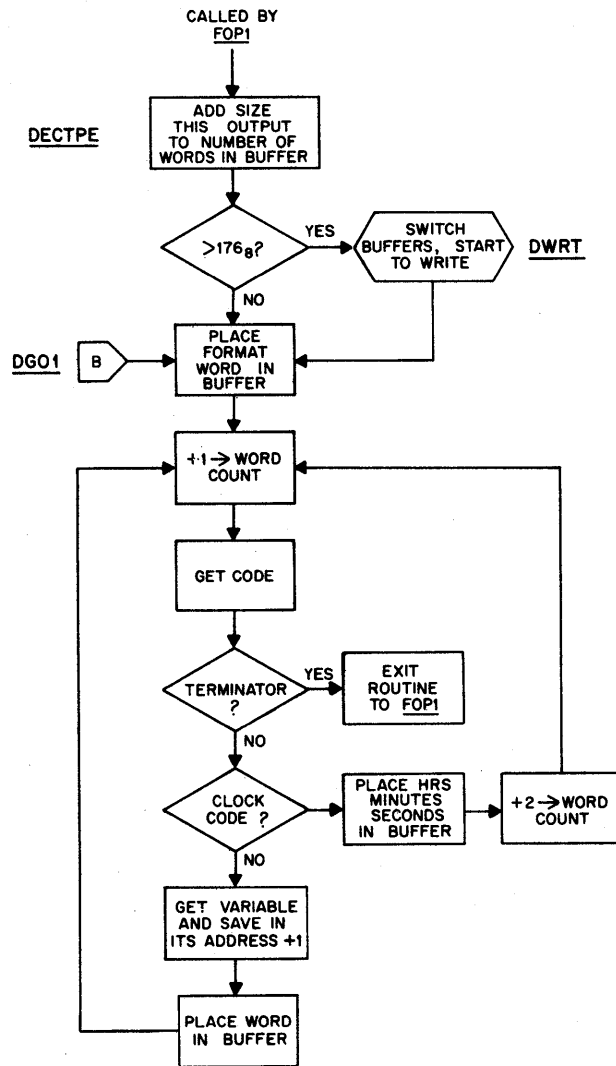 CALLED BY
FOP1
DECTPE
ADD SIZE
THIS OUTPUT
TO NUMBER OF
WORDS IN BUFFER
>176₈?
YES
SWITCH
BUFFERS, START
TO WRITE
DWRT
NO
DGO1
B
PLACE
FORMAT
WORD IN
BUFFER
+1→WORD
COUNT
GET CODE
TERMINATOR
?
YES
EXIT
ROUTINE
TO FOP1
NO
CLOCK
CODE ?
PLACE HRS
MINUTES
SECONDS
IN BUFFER
+2→WORD
COUNT
NO
GET VARIABLE
AND SAVE IN
ITS ADDRESS +1
PLACE WORD
IN BUFFER